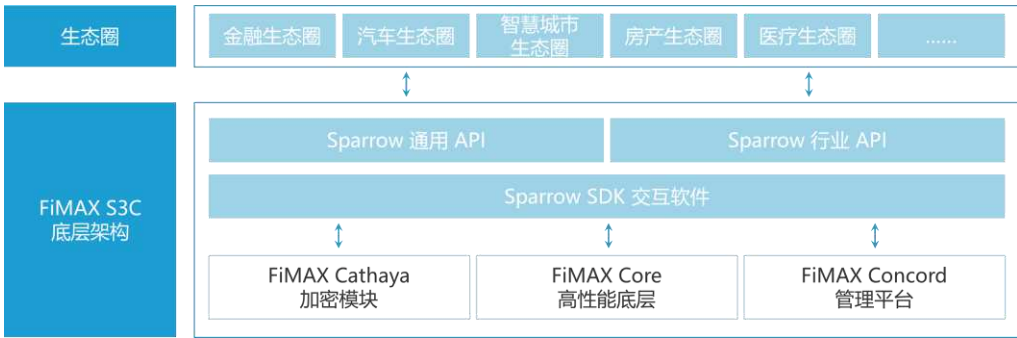 生态圈
金融生态圈
汽车生态圈
智慧城市
生态圈
房产生态圈
医疗生态圈
……
FiMAX S3C
底层架构
Sparrow 通用 API
Sparrow 行业 API
Sparrow SDK 交互软件
FiMAX Cathaya
加密模块
FiMAX Core
高性能底层
FiMAX Concord
管理平台